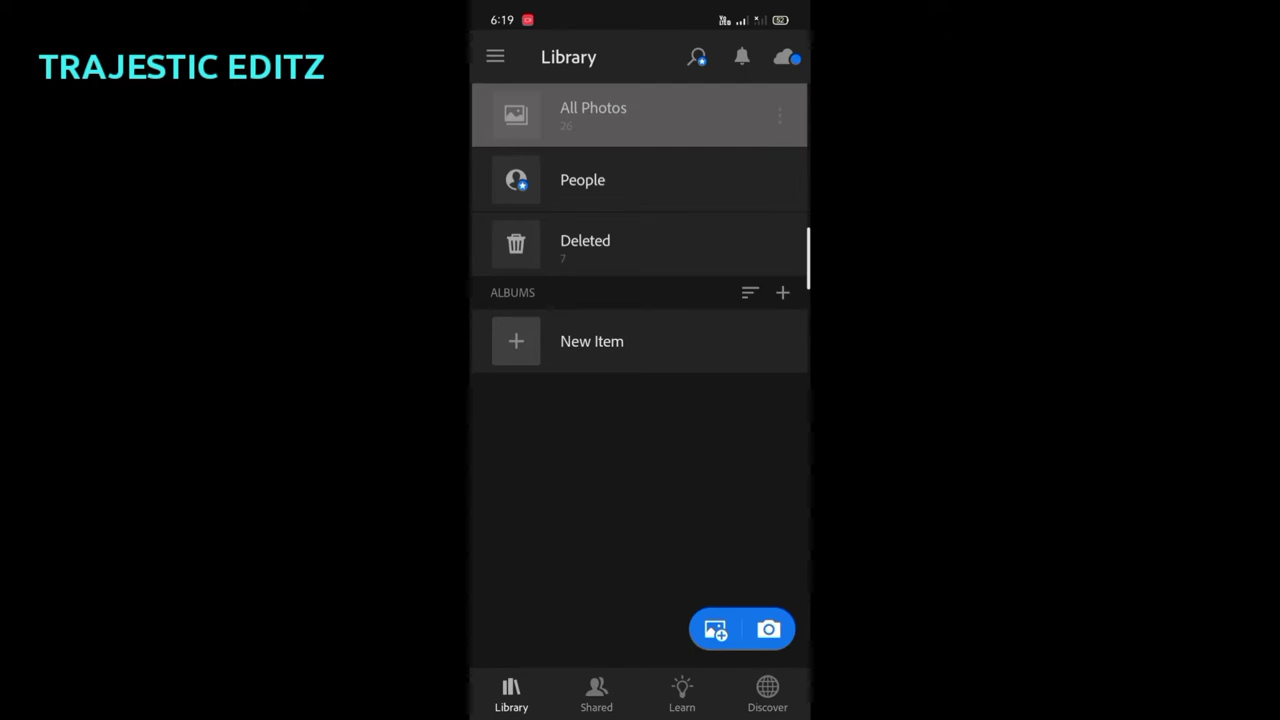 6:19
TRAJESTIC EDITZ
Library
All Photos
26
People
Deleted
7
ALBUMS
New Item
Library
Shared
Learn
Discover